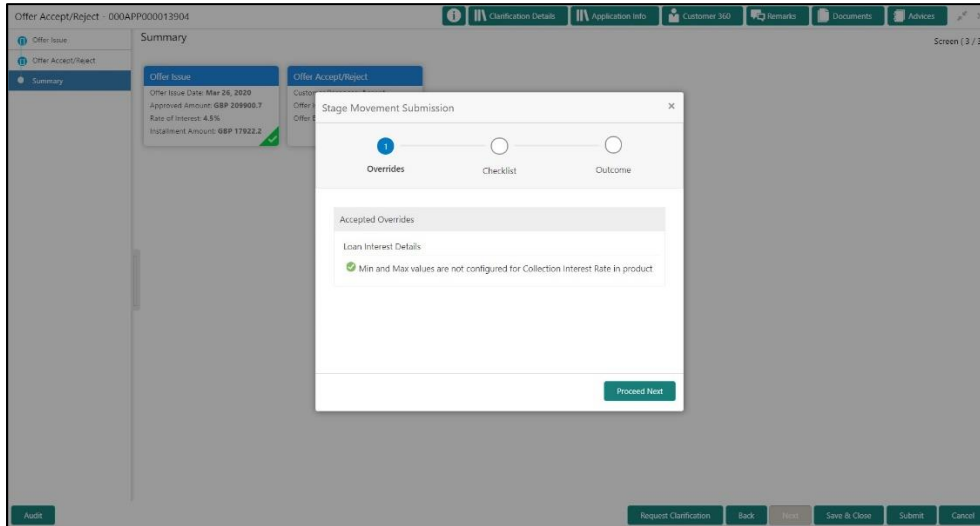 Offer Accept/Reject - 000APP000013904
Clarification Details
Application Info
Customer 360
Remarks
Documents
Advices
Offer Issue
Offer Accept/Reject
Summary
Summary
Screen ( 3 / 3
Offer Issue
Offer Issue Date: Mar 26, 2020
Approved Amount: GBP 209900.7
Rate of Interest: 4.5%
Installment Amount: GBP 17922.2
Offer Accept/Reject
Offer
Offer
Stage Movement Submission
1
Overrides
Checklist
Outcome
Accepted Overrides
Loan Interest Details
Min and Max values are not configured for Collection Interest Rate in product
Proceed Next
Audit
Request Clarification
Back
Next
Save & Close
Submit
Cancel